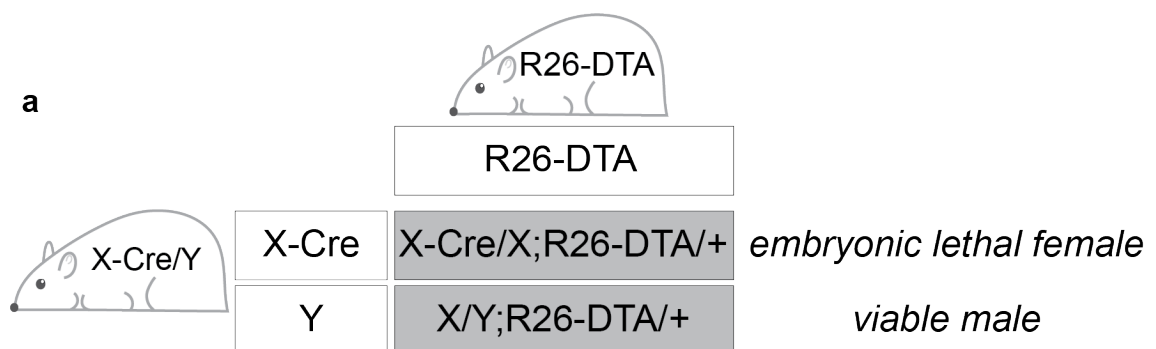 R26-DTA
a
R26-DTA
X-Cre/Y
X-Cre
X-Cre/X;R26-DTA/+
embryonic lethal female
Y
X/Y;R26-DTA/+
viable male